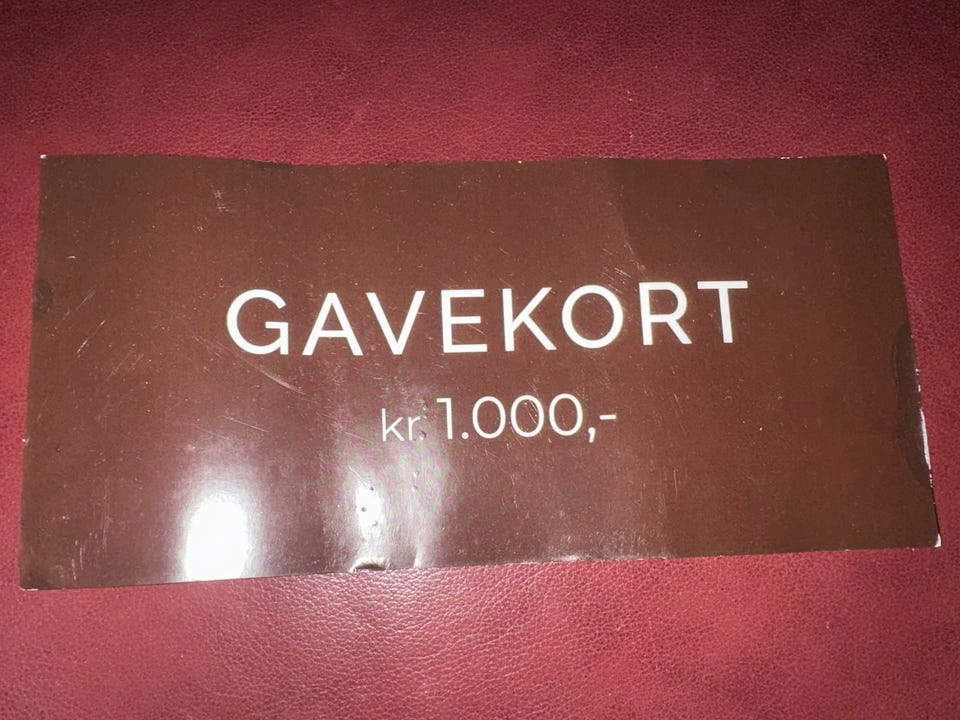 GAVEKORT
kr. 1.000,-